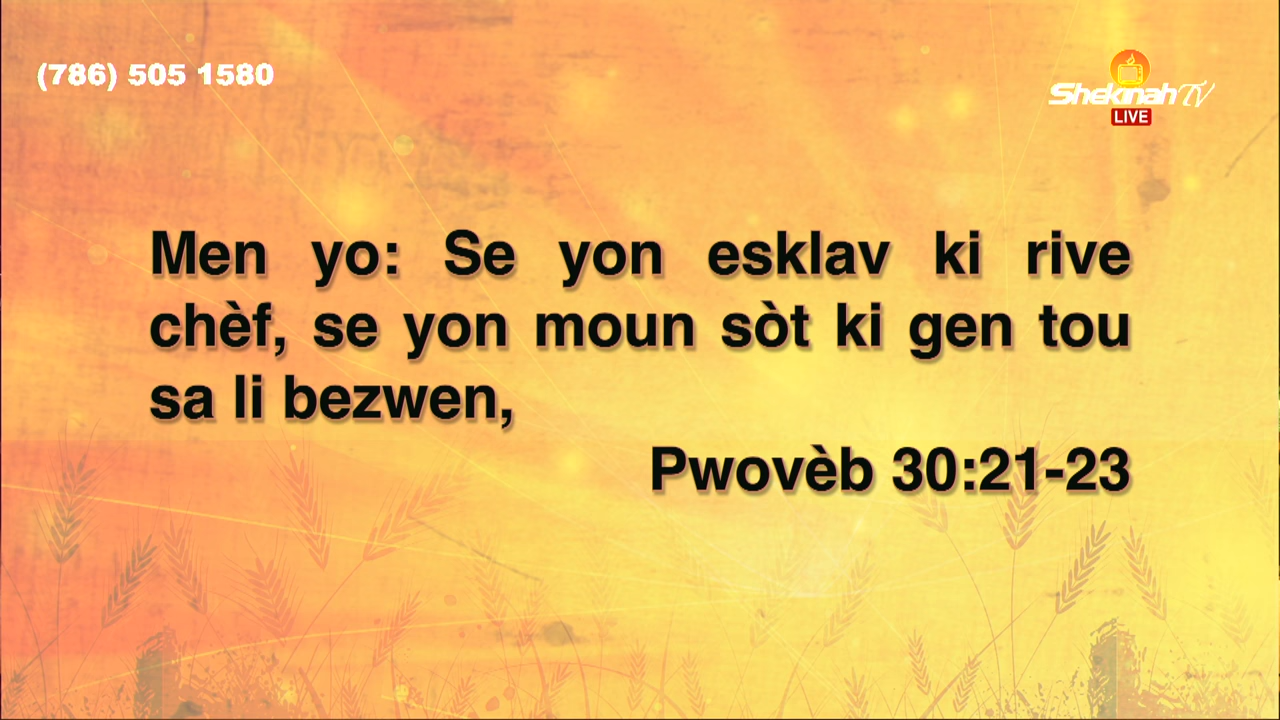 (786) 505 1580
Shekinah TV
LIVE
Men yo: Se yon esklav ki rive
chèf, se yon moun sòt ki gen tou
sa li bezwen,
Pwovèb 30:21-23